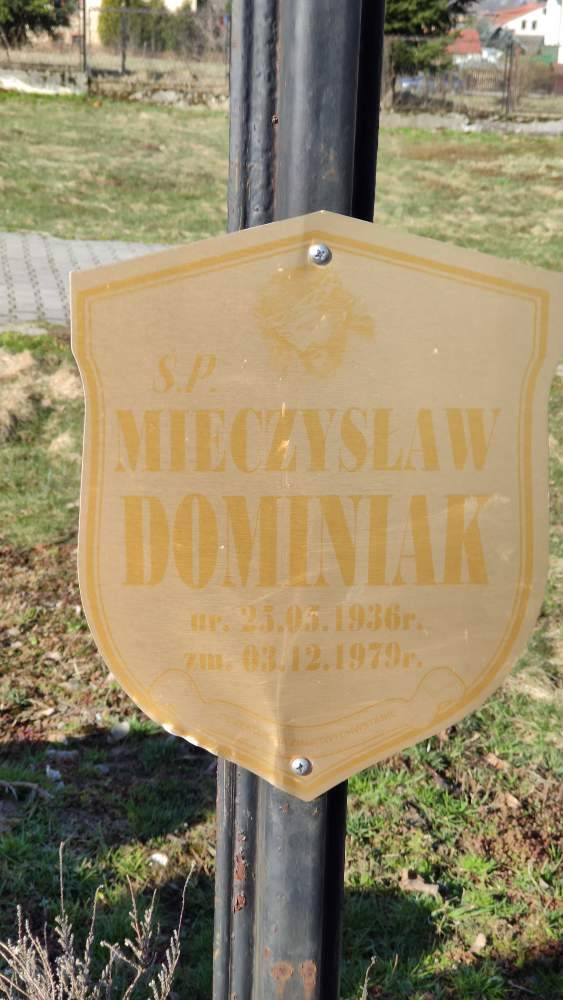 S.P.
MIECZYSŁAW
DOMINIAK
ur. 25.05.1936r.
zm. 03.12.1979r.